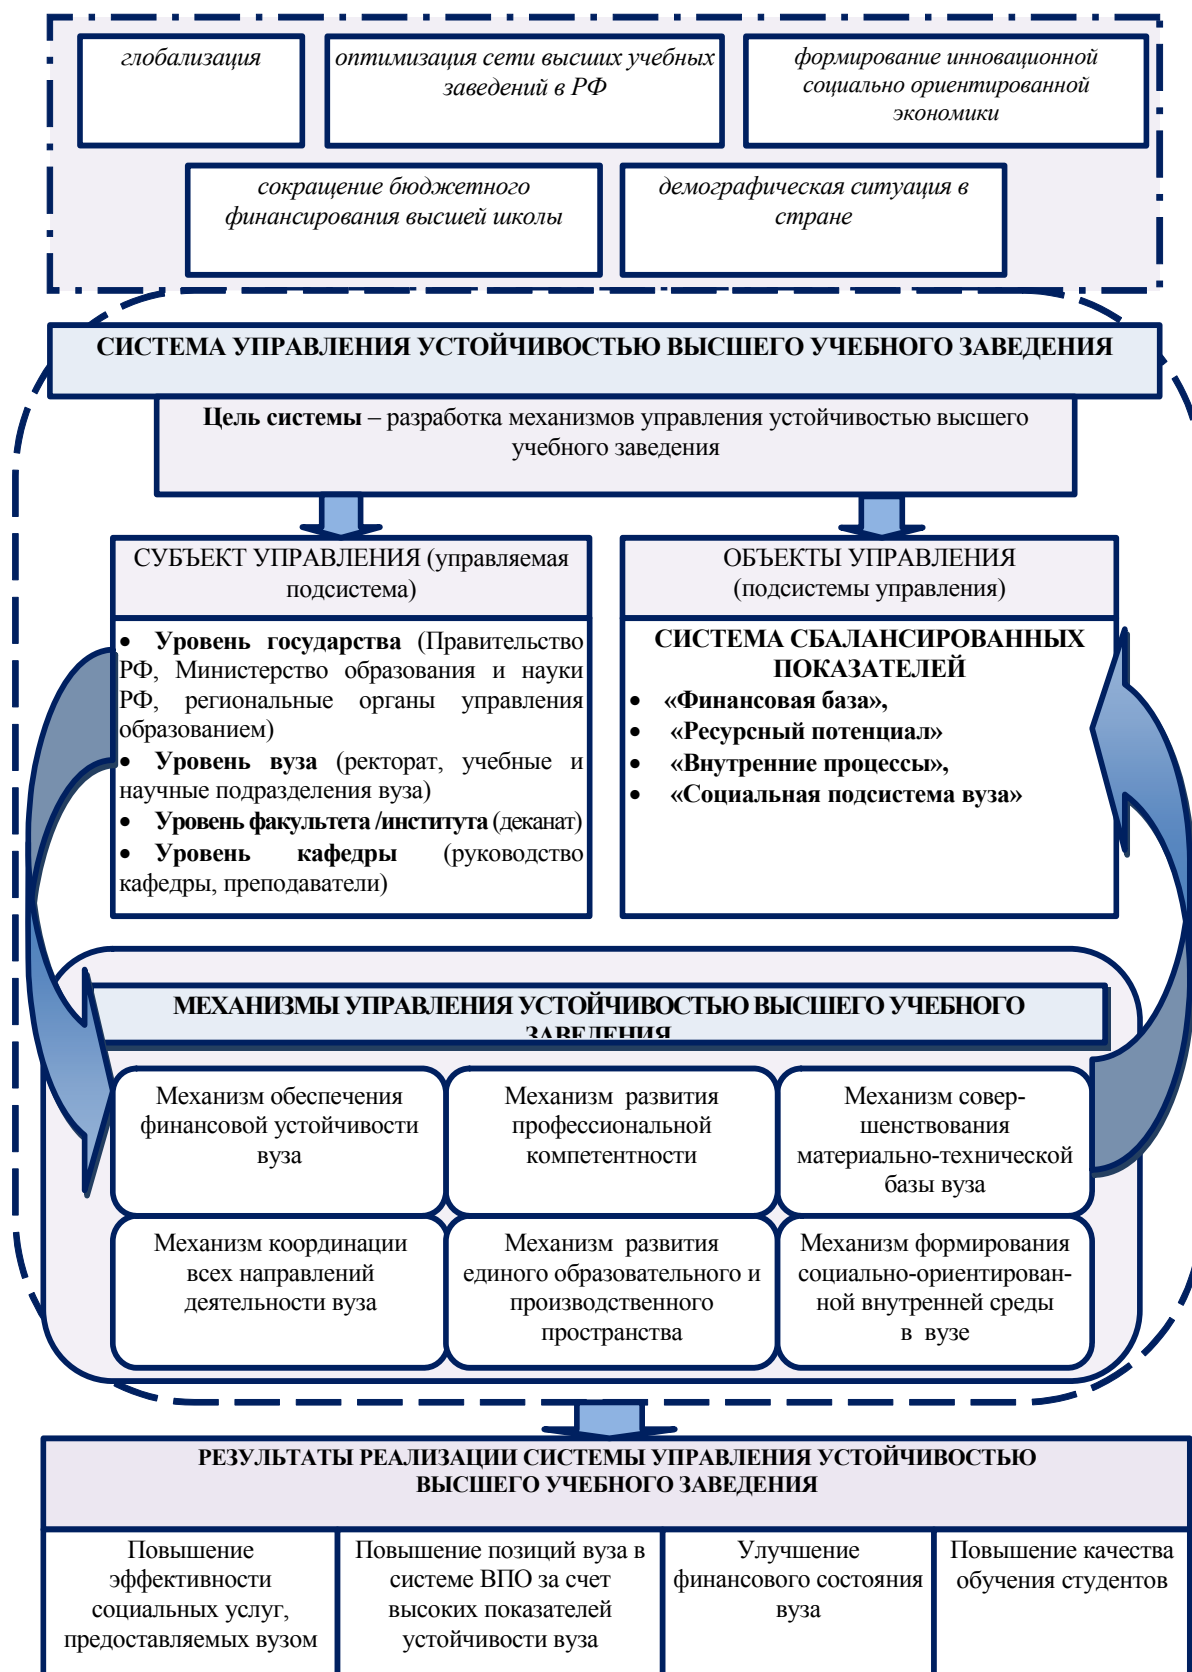 глобализация
оптимизация сети высших учебных
заведений в РФ
формирование инновационной
социально ориентированной
экономики
сокращение бюджетного
финансирования высшей школы
демографическая ситуация в
стране
СИСТЕМА УПРАВЛЕНИЯ УСТОЙЧИВОСТЬЮ ВЫСШЕГО УЧЕБНОГО ЗАВЕДЕНИЯ
Цель системы – разработка механизмов управления устойчивостью высшего
учебного заведения
СУБЪЕКТ УПРАВЛЕНИЯ (управляемая
подсистема)
• Уровень государства (Правительство
РФ, Министерство образования и науки
РФ, региональные органы управления
образованием)
• Уровень вуза (ректорат, учебные и
научные подразделения вуза)
• Уровень факультета /института (деканат)
• Уровень кафедры (руководство
кафедры, преподаватели)
ОБЪЕКТЫ УПРАВЛЕНИЯ
(подсистемы управления)
СИСТЕМА СБАЛАНСИРОВАННЫХ
ПОКАЗАТЕЛЕЙ
• «Финансовая база»,
• «Ресурсный потенциал»
• «Внутренние процессы»,
• «Социальная подсистема вуза»
МЕХАНИЗМЫ УПРАВЛЕНИЯ УСТОЙЧИВОСТЬЮ ВЫСШЕГО УЧЕБНОГО
ЗАВЕДЕНИЯ
Механизм обеспечения
финансовой устойчивости
вуза
Механизм развития
профессиональной
компетентности
Механизм совер-
шенствования
материально-технической
базы вуза
Механизм координации
всех направлений
деятельности вуза
Механизм развития
единого образовательного и
производственного
пространства
Механизм формирования
социально-ориентирован-
ной внутренней среды
в вузе
РЕЗУЛЬТАТЫ РЕАЛИЗАЦИИ СИСТЕМЫ УПРАВЛЕНИЯ УСТОЙЧИВОСТЬЮ
ВЫСШЕГО УЧЕБНОГО ЗАВЕДЕНИЯ
Повышение
эффективности
социальных услуг,
предоставляемых вузом
Повышение позиций вуза в
системе ВПО за счет
высоких показателей
устойчивости вуза
Улучшение
финансового состояния
вуза
Повышение качества
обучения студентов